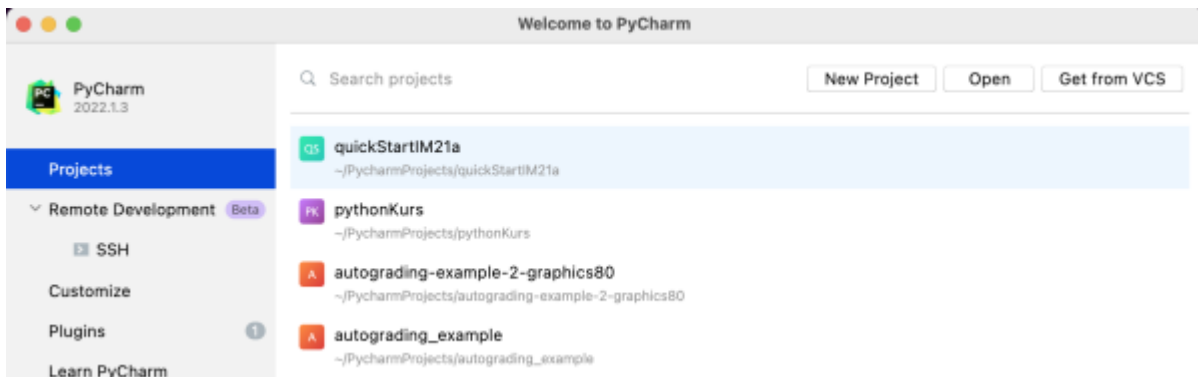 Welcome to PyCharm
PyCharm
2022.1.3
Projects
Remote Development Beta
SSH
Customize
Plugins 1
Learn PyCharm
Search projects
New Project
Open
Get from VCS
QS quickStartIM21a
~/PycharmProjects/quickStartIM21a
PK pythonKurs
~/PycharmProjects/pythonKurs
A autograding-example-2-graphics80
~/PycharmProjects/autograding-example-2-graphics80
A autograding_example
~/PycharmProjects/autograding_example